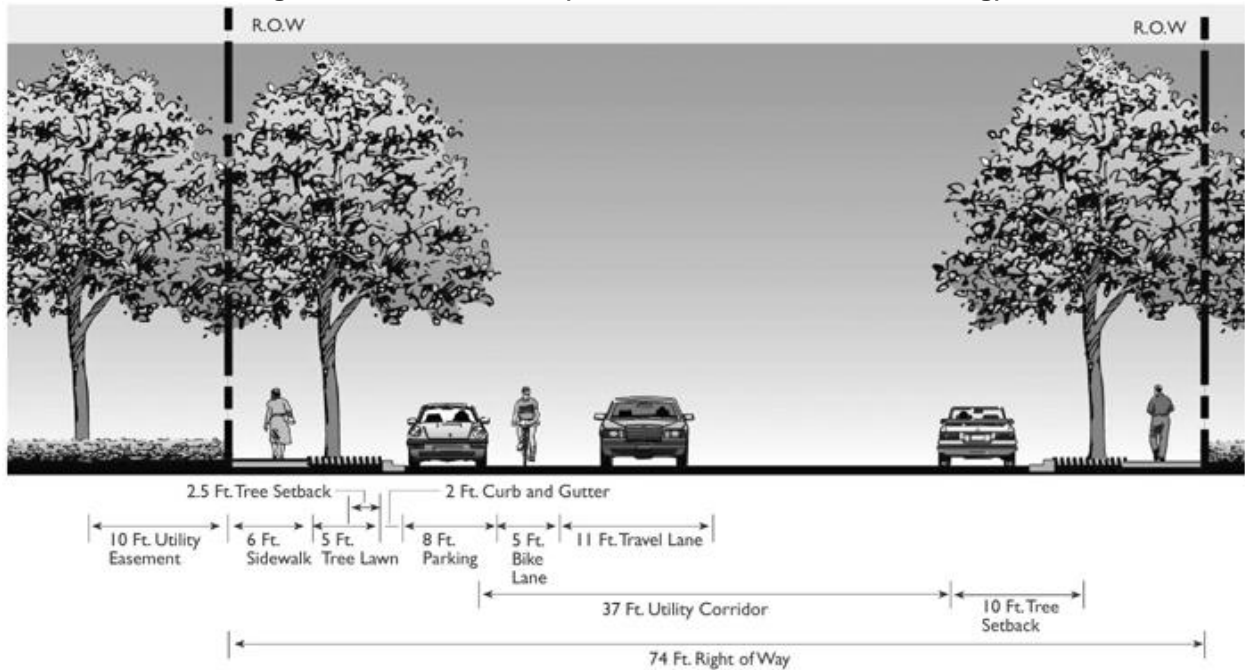 R.O.W
R.O.W
2.5 Ft. Tree Setback
2 Ft. Curb and Gutter
10 Ft. Utility
Easement
6 Ft.
Sidewalk
5 Ft.
Tree Lawn
8 Ft.
Parking
5 Ft.
Bike
Lane
11 Ft. Travel Lane
37 Ft. Utility Corridor
10 Ft. Tree
Setback
74 Ft. Right of Way